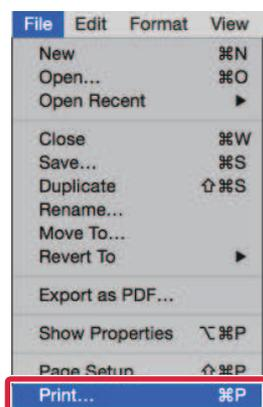 File Edit Format View
New ⌘N
Open... ⌘O
Open Recent ▶
Close ⌘W
Save... ⌘S
Duplicate ⇧⌘S
Rename...
Move To...
Revert To ▶
Export as PDF...
Show Properties ⌥⌘P
Page Setup ⇧⌘P
Print... ⌘P